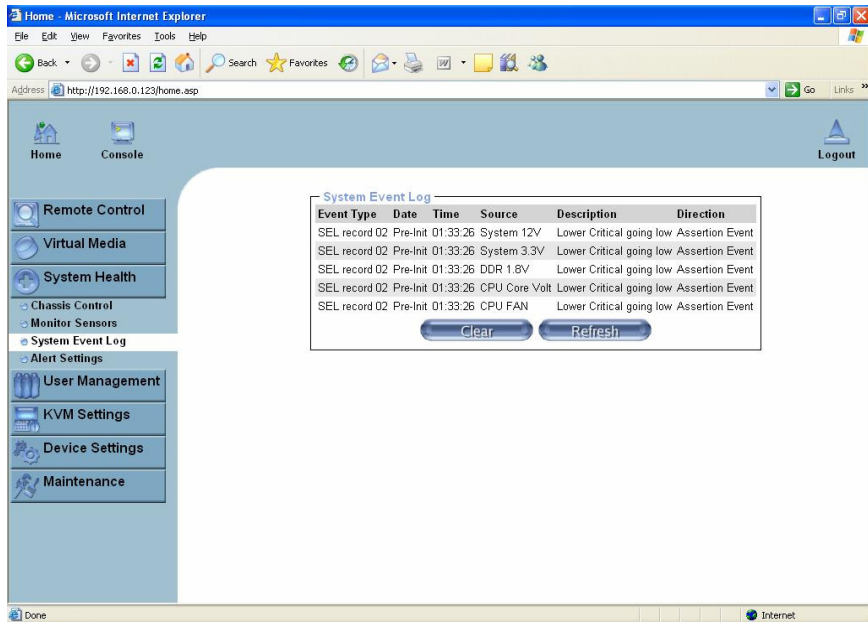 Home - Microsoft Internet Explorer
File Edit View Favorites Tools Help
Back Search Favorites
Address http://192.168.0.123/home.asp Go Links »
Home Console Logout
Remote Control
Virtual Media
System Health
Chassis Control
Monitor Sensors
System Event Log
Alert Settings
User Management
KVM Settings
Device Settings
Maintenance
System Event Log
Event Type Date Time Source Description Direction
SEL record 02 Pre-Init 01:33:26 System 12V Lower Critical going low Assertion Event
SEL record 02 Pre-Init 01:33:26 System 3.3V Lower Critical going low Assertion Event
SEL record 02 Pre-Init 01:33:26 DDR 1.8V Lower Critical going low Assertion Event
SEL record 02 Pre-Init 01:33:26 CPU Core Volt Lower Critical going low Assertion Event
SEL record 02 Pre-Init 01:33:26 CPU FAN Lower Critical going low Assertion Event
Clear Refresh
Done Internet